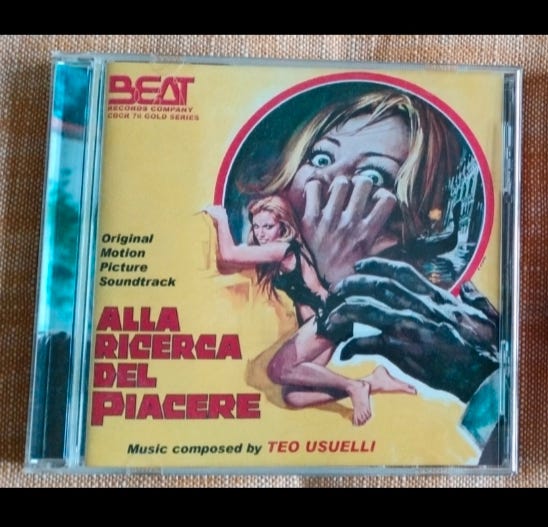 BEAT
RECORDS COMPANY
CDCR 76 GOLD SERIES
Original
Motion
Picture
Soundtrack
ALLA
RICERCA
DEL
PIACERE
Music composed by TEO USUELLI